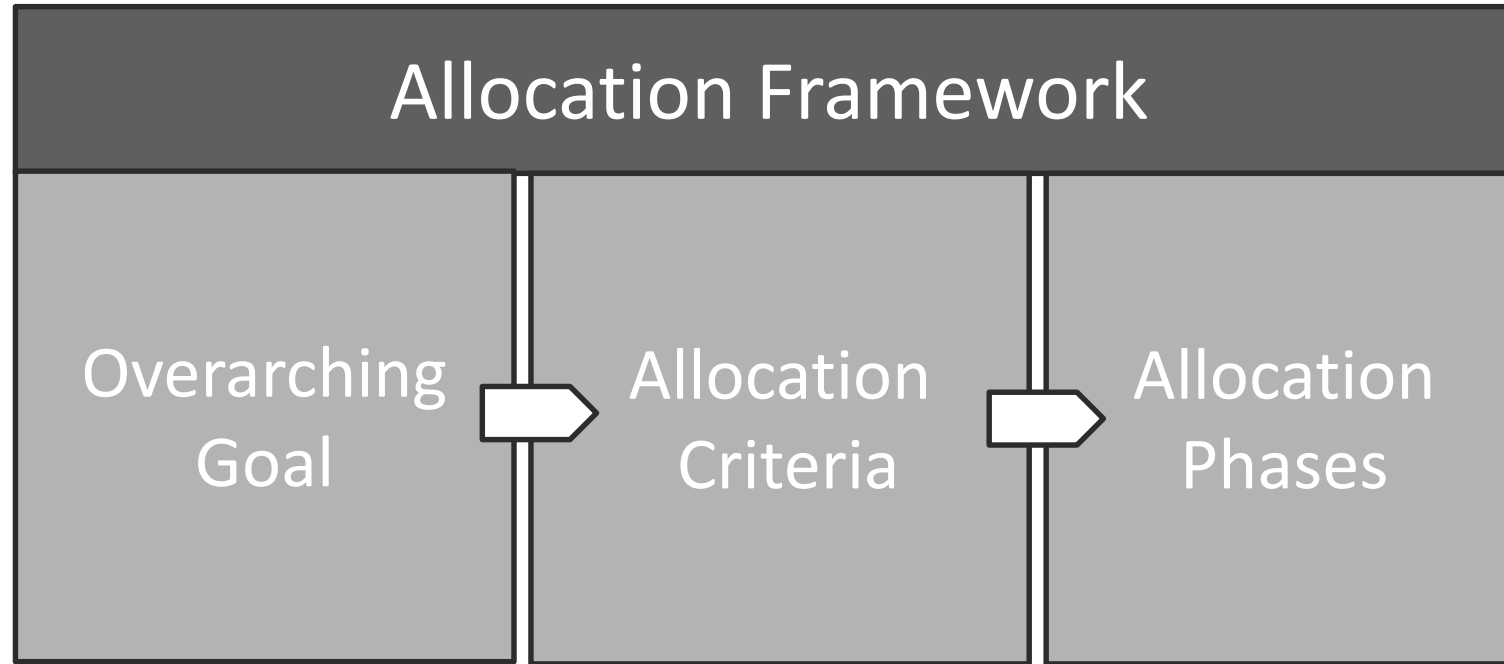 Allocation Framework
Overarching
Goal
Allocation
Criteria
Allocation
Phases